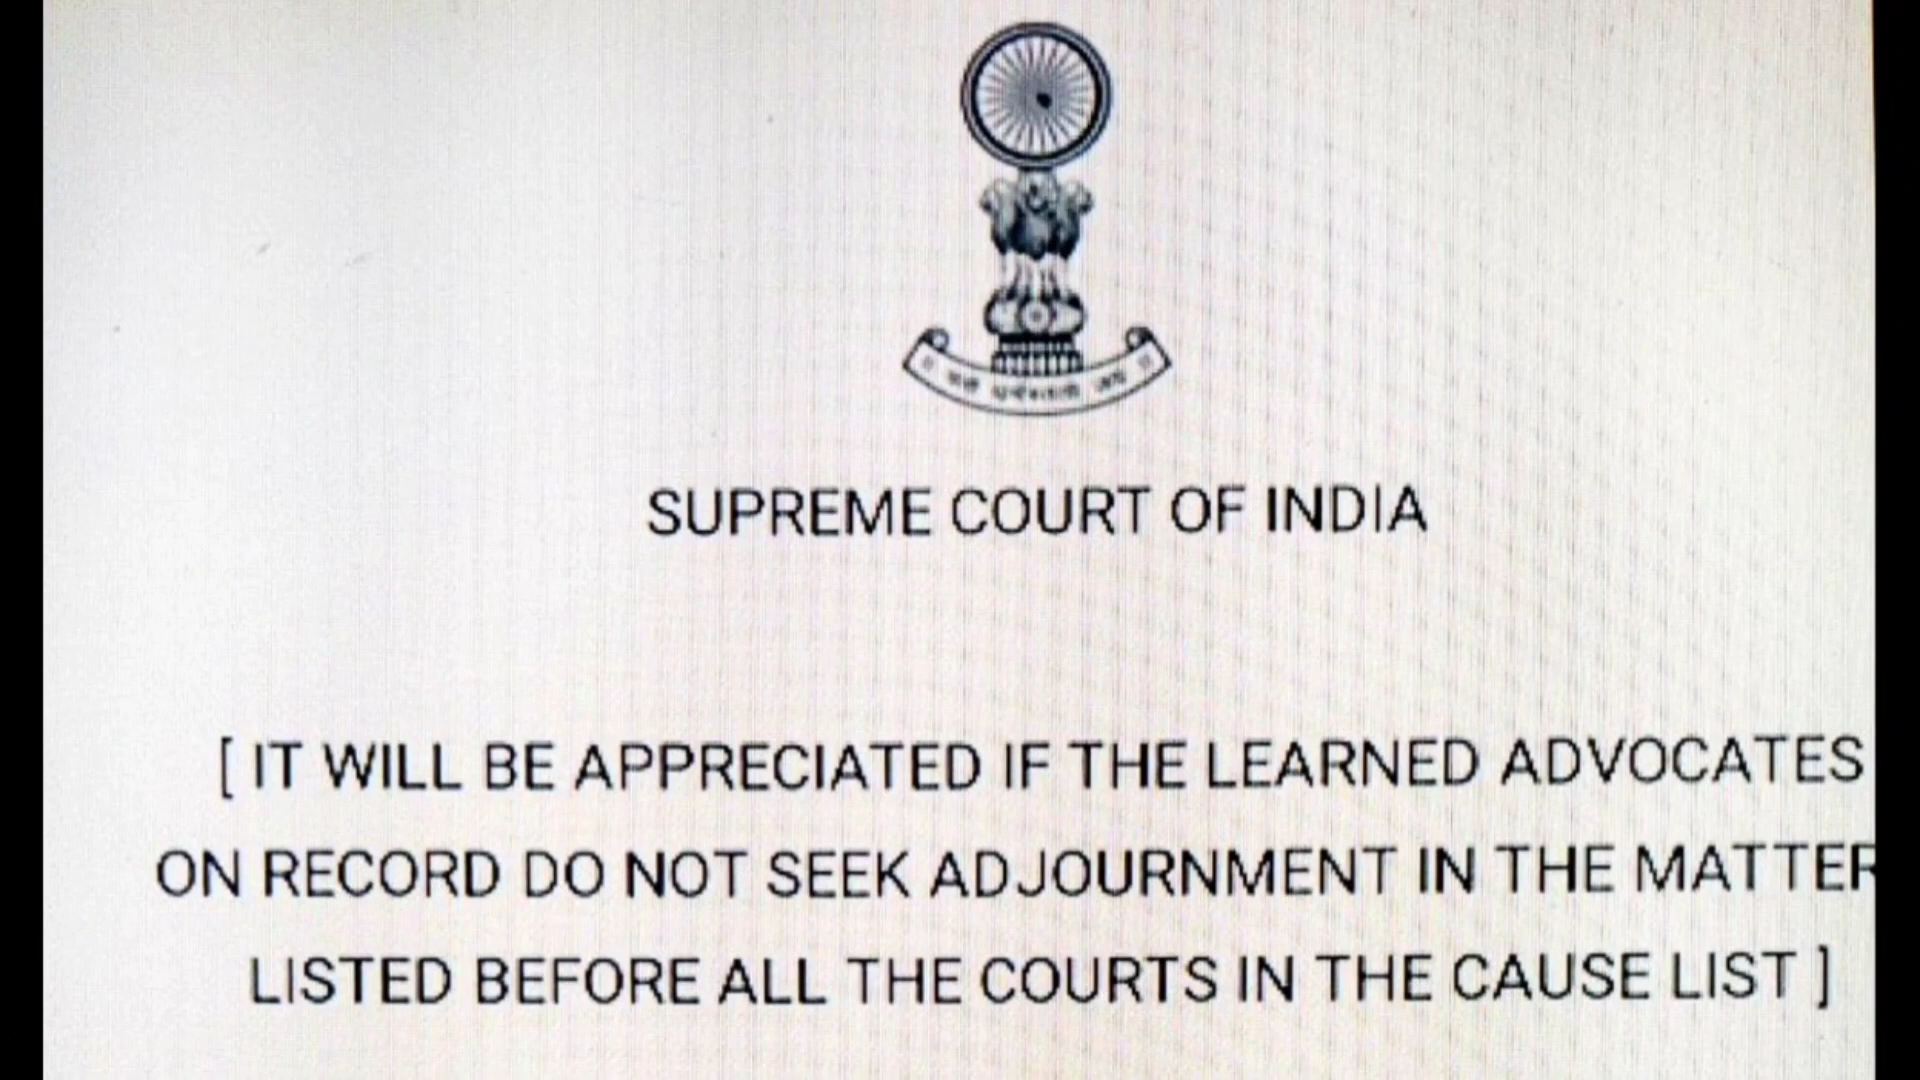 SUPREME COURT OF INDIA
[ IT WILL BE APPRECIATED IF THE LEARNED ADVOCATES
ON RECORD DO NOT SEEK ADJOURNMENT IN THE MATTER
LISTED BEFORE ALL THE COURTS IN THE CAUSE LIST ]